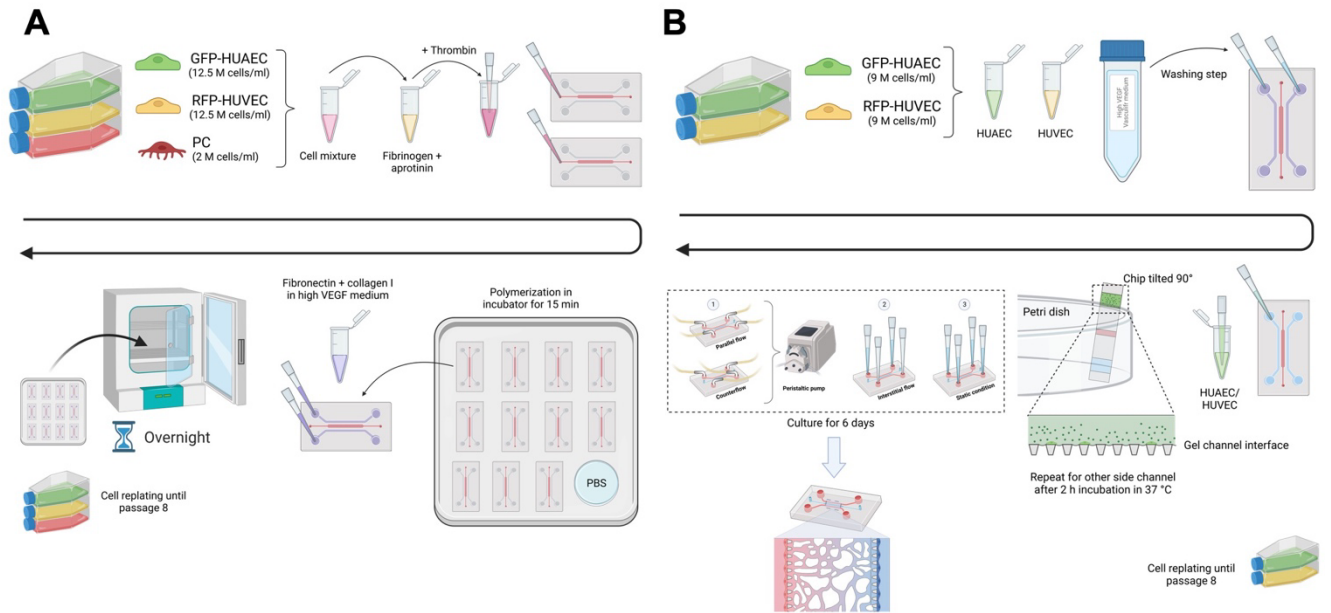 A
GFP-HUAEC
(12.5 M cells/ml)
RFP-HUVEC
(12.5 M cells/ml)
PC
(2 M cells/ml)
Cell mixture
Fibrinogen +
aprotinin
+ Thrombin
Fibronectin + collagen I
in high VEGF medium
Polymerization in
incubator for 15 min
PBS
Overnight
Cell replating until
passage 8
B
GFP-HUAEC
(9 M cells/ml)
RFP-HUVEC
(9 M cells/ml)
HUAEC
HUVEC
High VEGF
Vasculife medium
Washing step
1
Parallel flow
Counterflow
Peristaltic pump
2
Interstitial flow
3
Static condition
Culture for 6 days
Chip tilted 90°
Petri dish
HUAEC/
HUVEC
Gel channel interface
Repeat for other side channel
after 2 h incubation in 37 °C
Cell replating until
passage 8